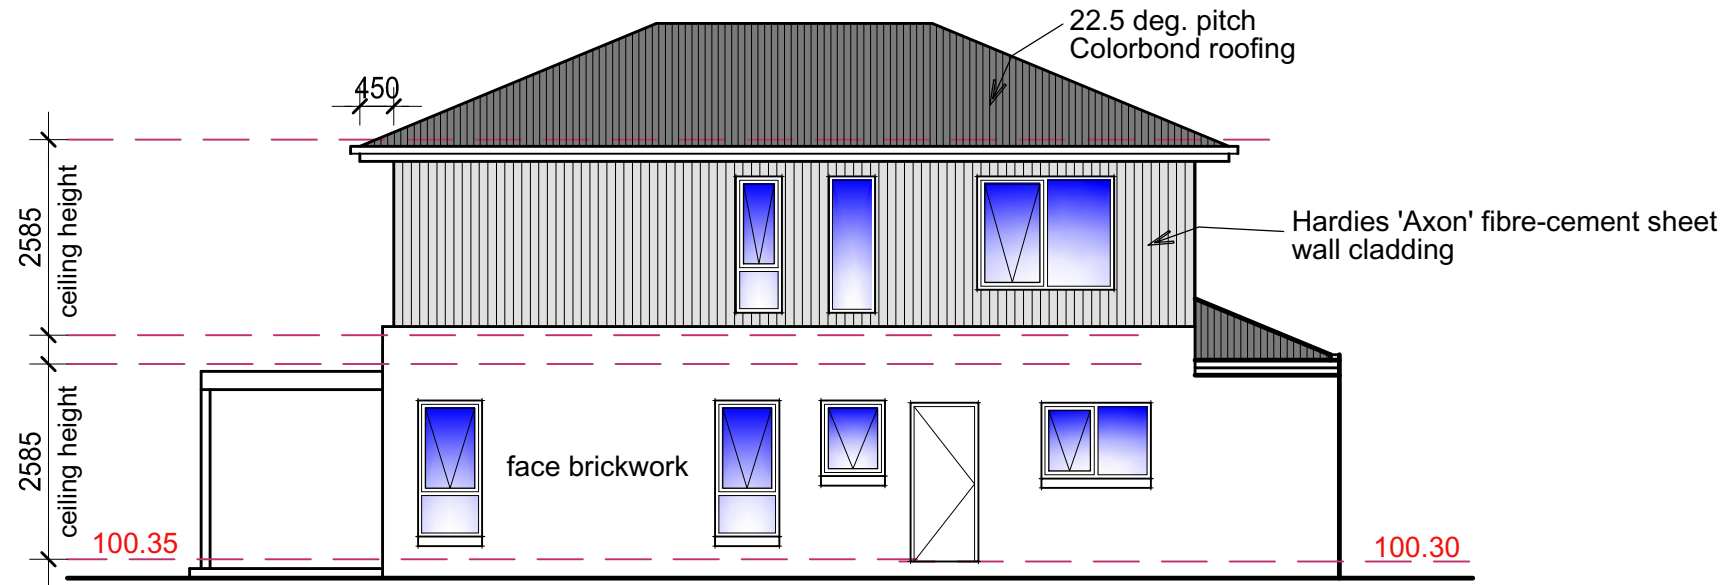 22.5 deg. pitch
Colorbond roofing
450
2585
ceiling height
Hardies 'Axon' fibre-cement sheet
wall cladding
2585
ceiling height
face brickwork
100.35
100.30